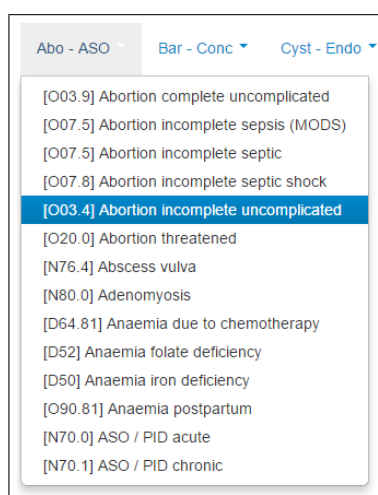 Abo - ASO Bar - Conc Cyst - Endo
[O03.9] Abortion complete uncomplicated
[O07.5] Abortion incomplete sepsis (MODS)
[O07.5] Abortion incomplete septic
[O07.8] Abortion incomplete septic shock
[O03.4] Abortion incomplete uncomplicated
[O20.0] Abortion threatened
[N76.4] Abscess vulva
[N80.0] Adenomyosis
[D64.81] Anaemia due to chemotherapy
[D52] Anaemia folate deficiency
[D50] Anaemia iron deficiency
[O90.81] Anaemia postpartum
[N70.0] ASO / PID acute
[N70.1] ASO / PID chronic